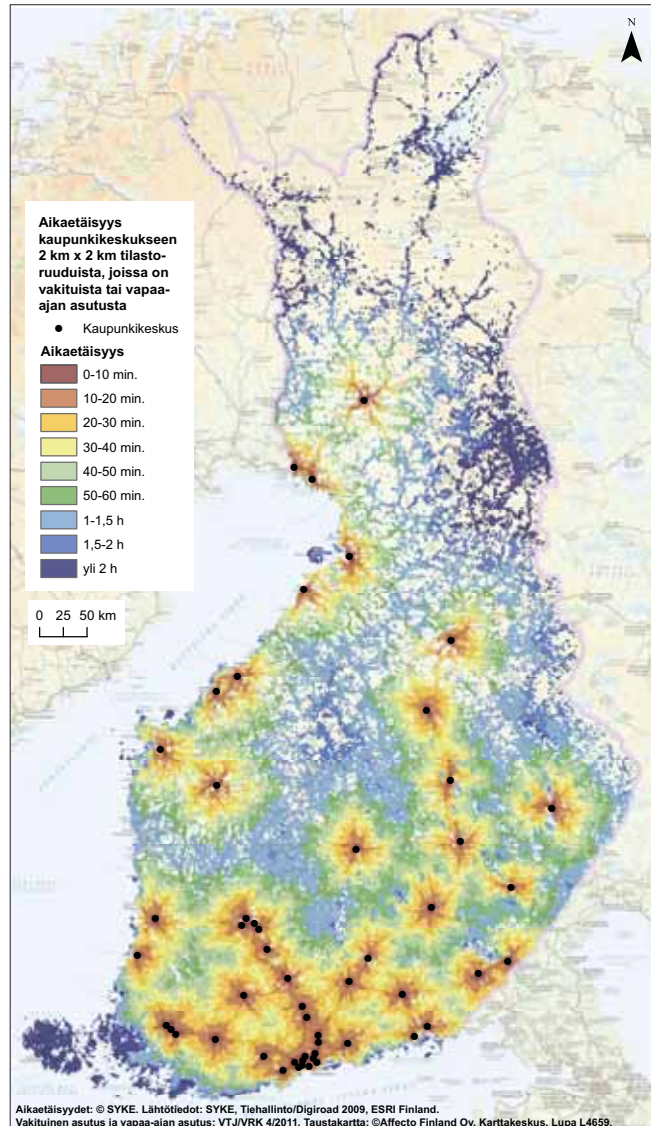 N
Aikaetäisyys
kaupunkikeskukseen
2 km x 2 km tilasto-
ruuduista, joissa on
vakituista tai vapaa-
ajan asutusta
Kaupunkikeskus
Aikaetäisyys
0-10 min.
10-20 min.
20-30 min.
30-40 min.
40-50 min.
50-60 min.
1-1,5 h
1,5-2 h
yli 2 h
0 25 50 km
Aikaetäisyydet: © SYKE. Lähtötiedot: SYKE, Tiehallinto/Digiroad 2009, ESRI Finland.
Vakituinen asutus ja vapaa-ajan asutus: VTJ/VRK 4/2011. Taustakartta: ©Affecto Finland Oy, Karttakeskus, Lupa L4659.